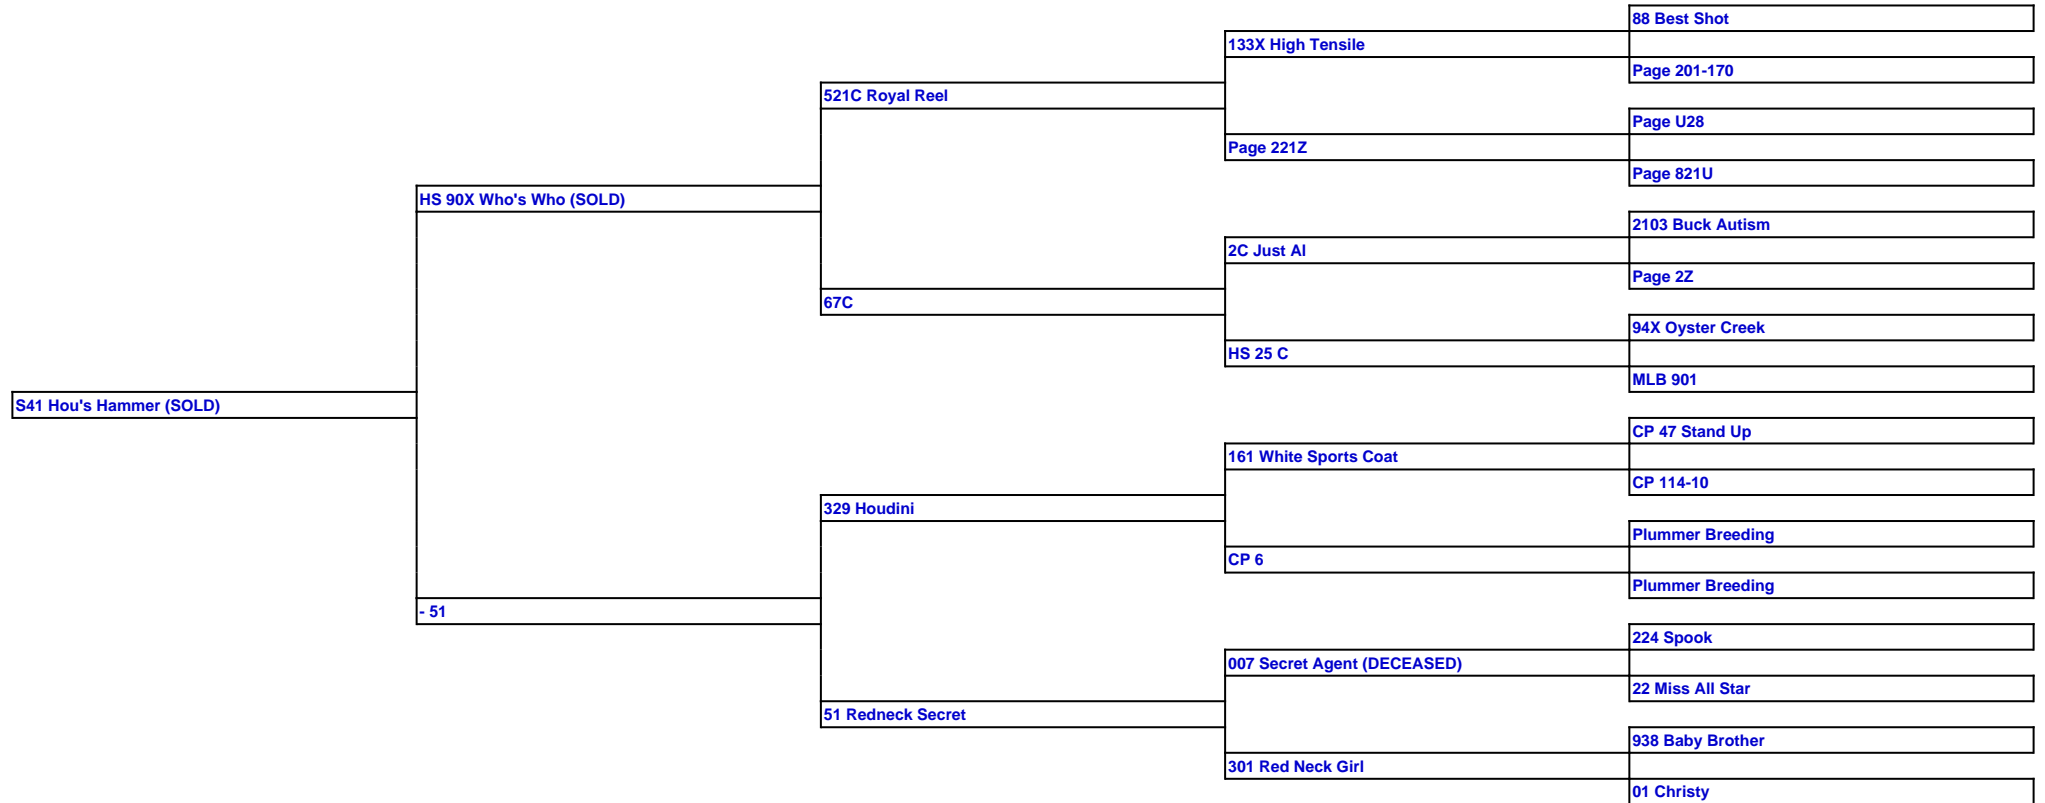 88 Best Shot
133X High Tensile
Page 201-170
521C Royal Reel
Page U28
Page 221Z
Page 821U
HS 90X Who's Who (SOLD)
2103 Buck Autism
2C Just AI
Page 2Z
67C
94X Oyster Creek
HS 25 C
MLB 901
S41 Hou's Hammer (SOLD)
CP 47 Stand Up
161 White Sports Coat
CP 114-10
329 Houdini
Plummer Breeding
CP 6
Plummer Breeding
- 51
224 Spook
007 Secret Agent (DECEASED)
22 Miss All Star
51 Redneck Secret
938 Baby Brother
301 Red Neck Girl
01 Christy